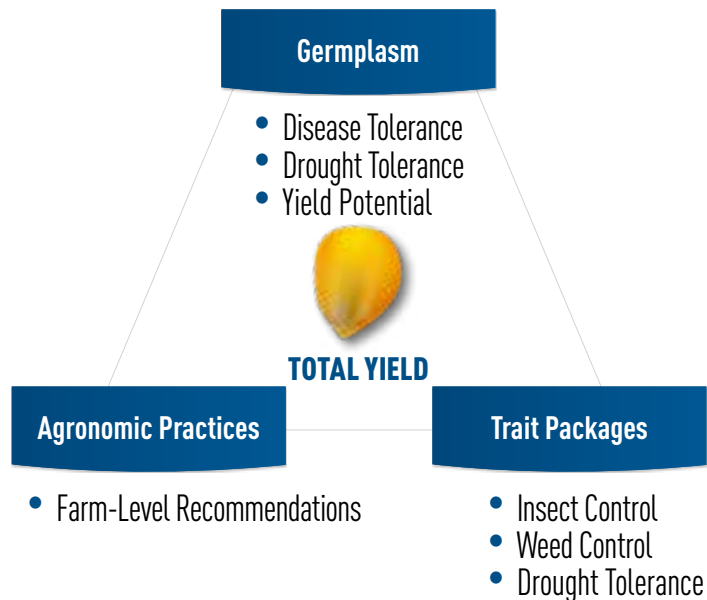 Germplasm
• Disease Tolerance
• Drought Tolerance
• Yield Potential
TOTAL YIELD
Agronomic Practices
• Farm-Level Recommendations
Trait Packages
• Insect Control
• Weed Control
• Drought Tolerance